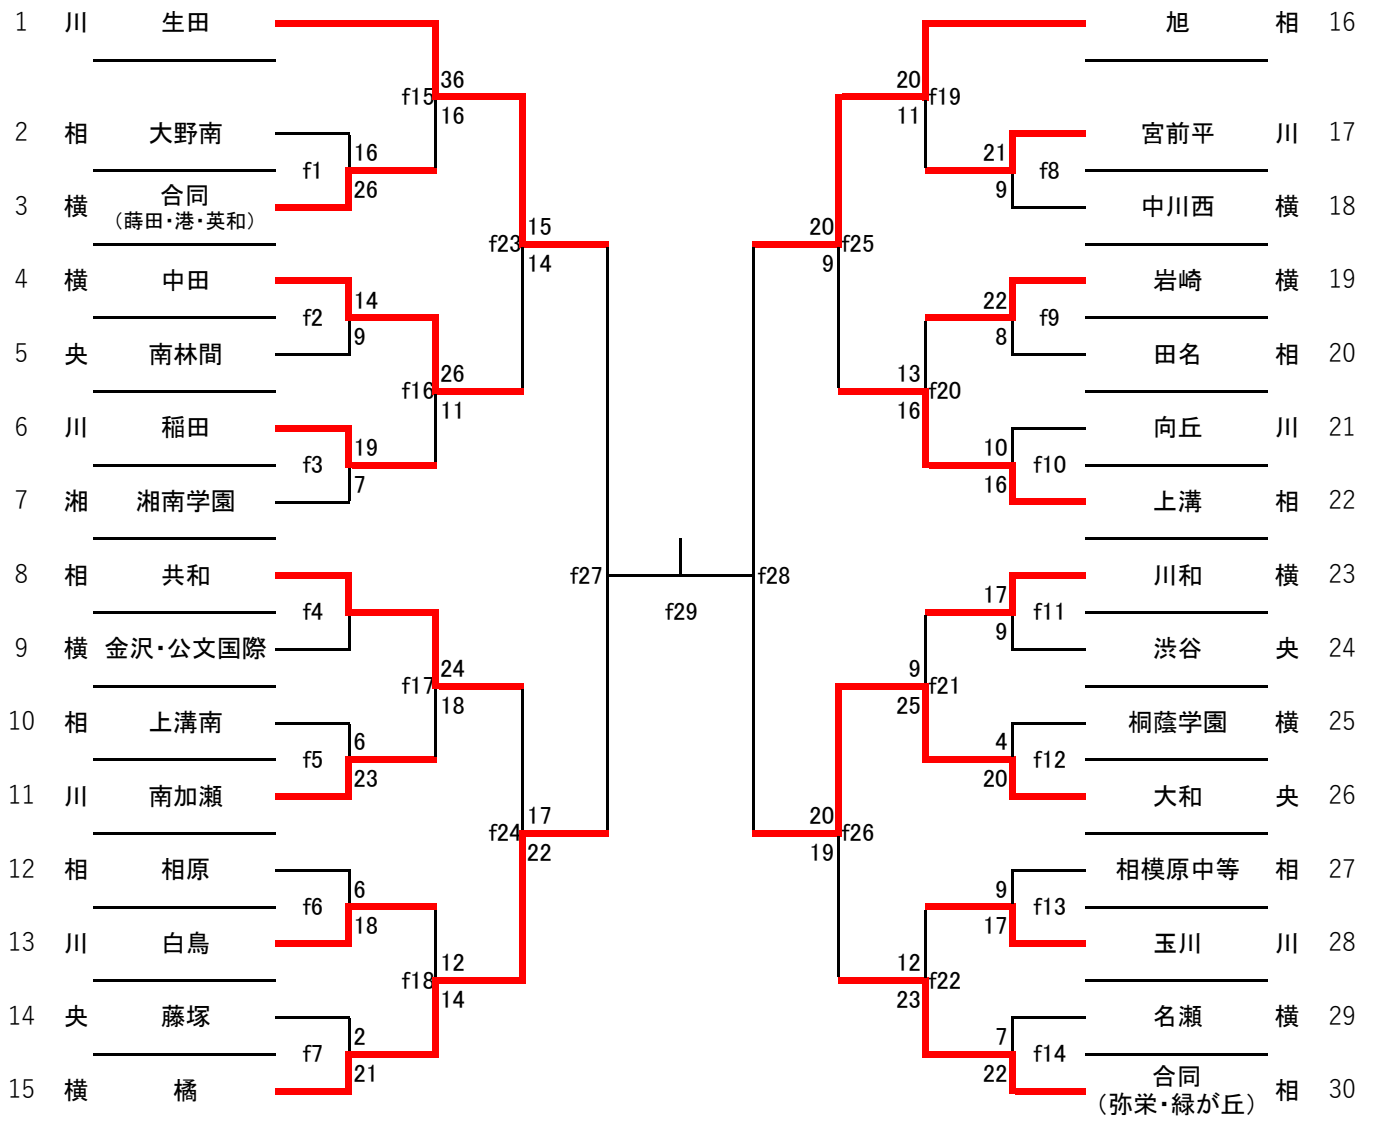 1 川 生田
2 相 大野南
3 横 合同
（蒔田・港・英和）
4 横 中田
5 央 南林間
6 川 稲田
7 湘 湘南学園
8 相 共和
9 横 金沢・公文国際
10 相 上溝南
11 川 南加瀬
12 相 相原
13 川 白鳥
14 央 藤塚
15 横 橘
f1
16
26
f2
14
9
f3
19
7
f4
f5
6
23
f6
6
18
f7
2
21
f15
36
16
f16
26
11
f17
24
18
f18
12
14
f23
15
14
f24
17
22
f27
f29
f28
20
f25
9
20
f26
19
20
f19
11
13
f20
16
9
f21
25
12
f22
23
21
f8
9
22
f9
8
10
f10
16
17
f11
9
4
f12
20
9
f13
17
7
f14
22
旭 相 16
宮前平 川 17
中川西 横 18
岩崎 横 19
田名 相 20
向丘 川 21
上溝 相 22
川和 横 23
渋谷 央 24
桐蔭学園 横 25
大和 央 26
相模原中等 相 27
玉川 川 28
名瀬 横 29
合同
（弥栄・緑が丘） 相 30